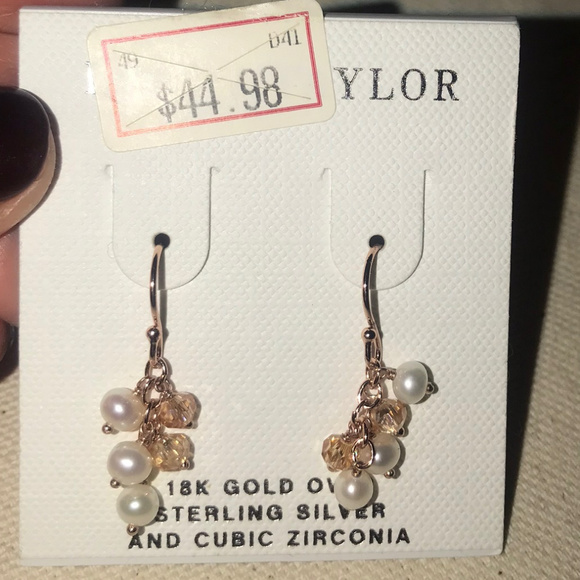 49 D41
$44.98
YLOR
18K GOLD OV
STERLING SILVER
AND CUBIC ZIRCONIA